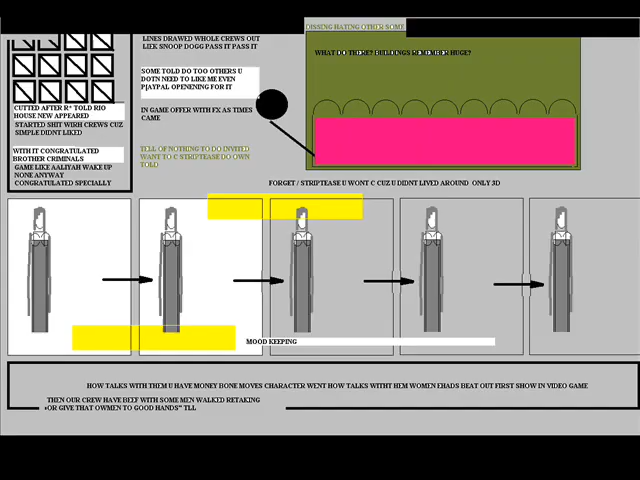 DISSING HATING OTHER SOME
LINES DRAWED WHOLE CREWS OUT
LIEK SNOOP DOGG PASS IT PASS IT
WHAT DO THERE? BUILDINGS REMEMBER HUGE?
SOME TOLD DO TOO OTHERS U
DOTN NEED TO LIKE ME EVEN
P[AYPAL OPENENING FOR IT
CUTTED AFTER R* TOLD RIO
HOUSE NEW APPEARED
STARTED SHIT WIRH CREWS CUZ
SIMPLE DIDNT LIKED
IN GAME OFFER WITH FX AS TIMES
CAME
WITH IT CONGRATULATED
BROTHER CRIMINALS
GAME LIKE AALIYAH WAKE UP
NONE ANYWAY
CONGRATULATED SPECIALLY
TELL OF NOTHING TO DO INVITED
WANT TO C STRIPTEASE DO OWN
TOLD
FORGET / STRIPTEASE U WONT C CUZ U DIDNT LIVED AROUND ONLY 3D
MOOD KEEPING
HOW TALKS WITH THEM U HAVE MONEY BONE MOVES CHARACTER WENT HOW TALKS WITHT HEM WOMEN EHADS BEAT OUT FIRST SHOW IN VIDEO GAME
THEN OUR CREW HAVE BEEF WITH SOME MEN WALKED RETAKING
OR GIVE THAT OWMEN TO GOOD HANDS" TLL